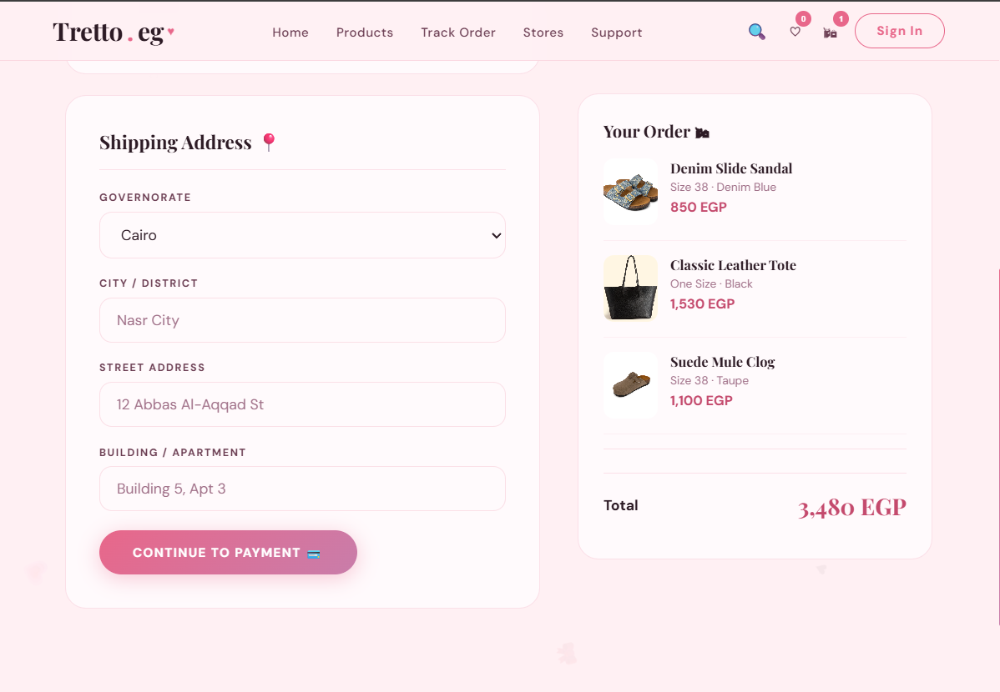 Tretto . eg ♥
Home Products Track Order Stores Support
0
1
Sign In
Shipping Address
GOVERNORATE
Cairo
CITY / DISTRICT
Nasr City
STREET ADDRESS
12 Abbas Al-Aqqad St
BUILDING / APARTMENT
Building 5, Apt 3
CONTINUE TO PAYMENT
Your Order
Denim Slide Sandal
Size 38 · Denim Blue
850 EGP
Classic Leather Tote
One Size · Black
1,530 EGP
Suede Mule Clog
Size 38 · Taupe
1,100 EGP
Total 3,480 EGP